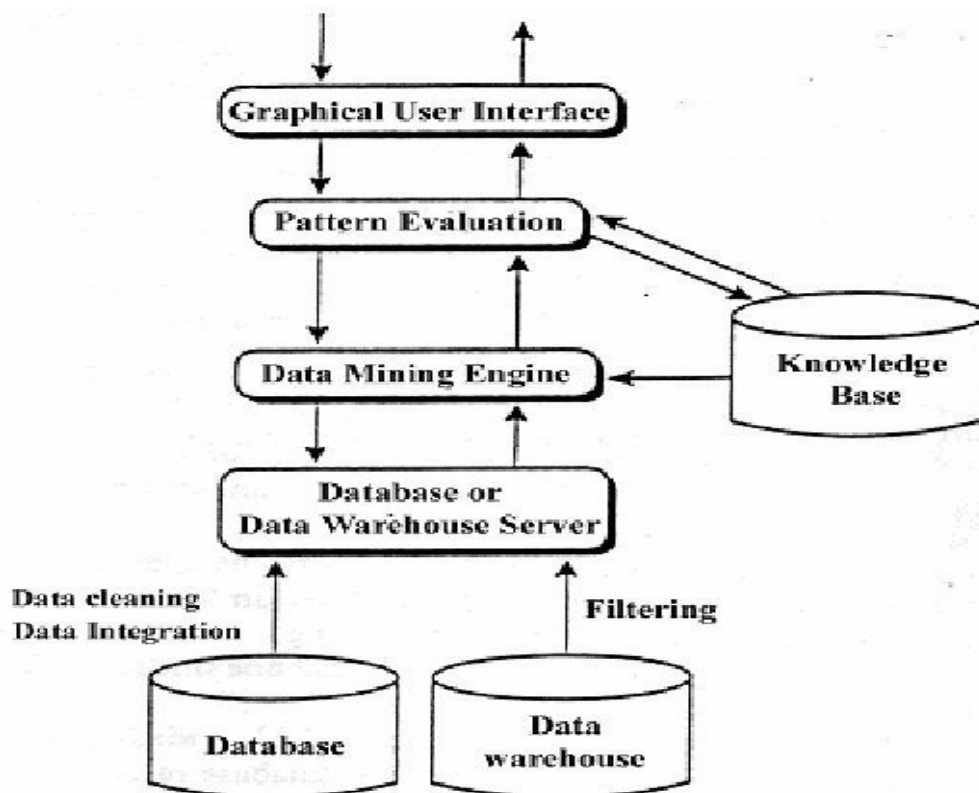 Graphical User Interface
Pattern Evaluation
Data Mining Engine
Knowledge
Base
Database or
Data Warehouse Server
Data cleaning
Data Integration
Filtering
Database
Data
warehouse